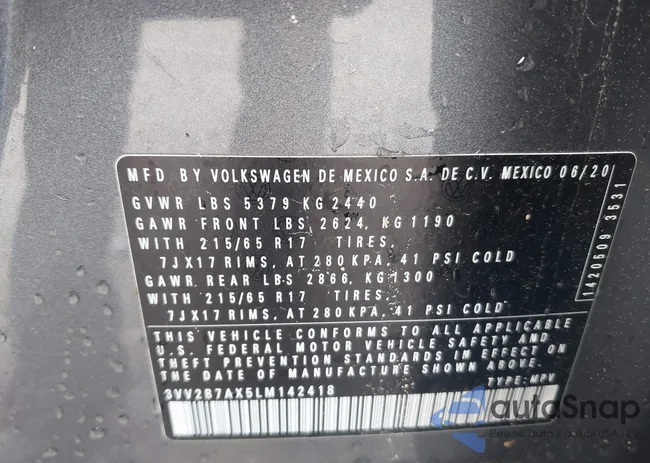 MFD BY VOLKSWAGEN DE MEXICO S.A. DE C.V. MEXICO 06/20
GVWR LBS 5379 KG 2440
GAWR FRONT LBS 2624, KG 1190
WITH 215/65 R17 TIRES,
7JX17 RIMS, AT 280 KPA, 41 PSI COLD
GAWR REAR LBS 2866, KG 1300
WITH 215/65 R17 TIRES,
7JX17 RIMS, AT 280 KPA, 41 PSI COLD
THIS VEHICLE CONFORMS TO ALL APPLICABLE
U.S. FEDERAL MOTOR VEHICLE SAFETY AND
THEFT PREVENTION STANDARDS IN EFFECT ON
THE DATE OF MANUFACTURE SHOWN ABOVE.
3VV2B7AX5LM142418 TYPE: MPV
1420609 3531
autoSnap